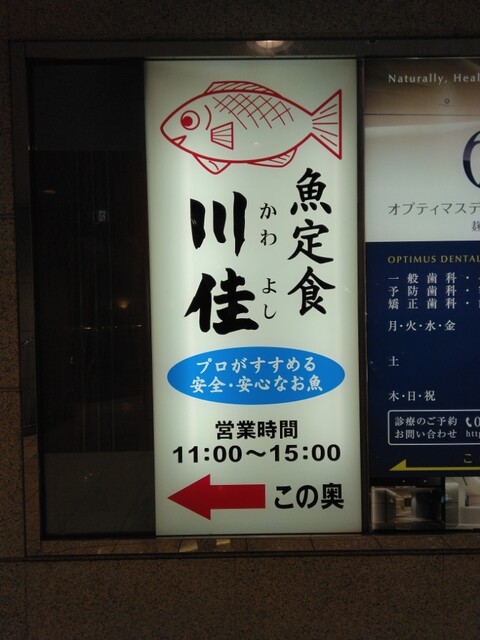 魚定食
川佳
かわ よし
プロがすすめる
安全・安心なお魚
営業時間
11:00～15:00
この奥
Naturally, Heal
オプティマステ
OPTIMUS DENTAL
一般歯科・
予防歯科・
矯正歯科・
月・火・水・金
土
木・日・祝
診療のご予約
お問い合わせ
こ